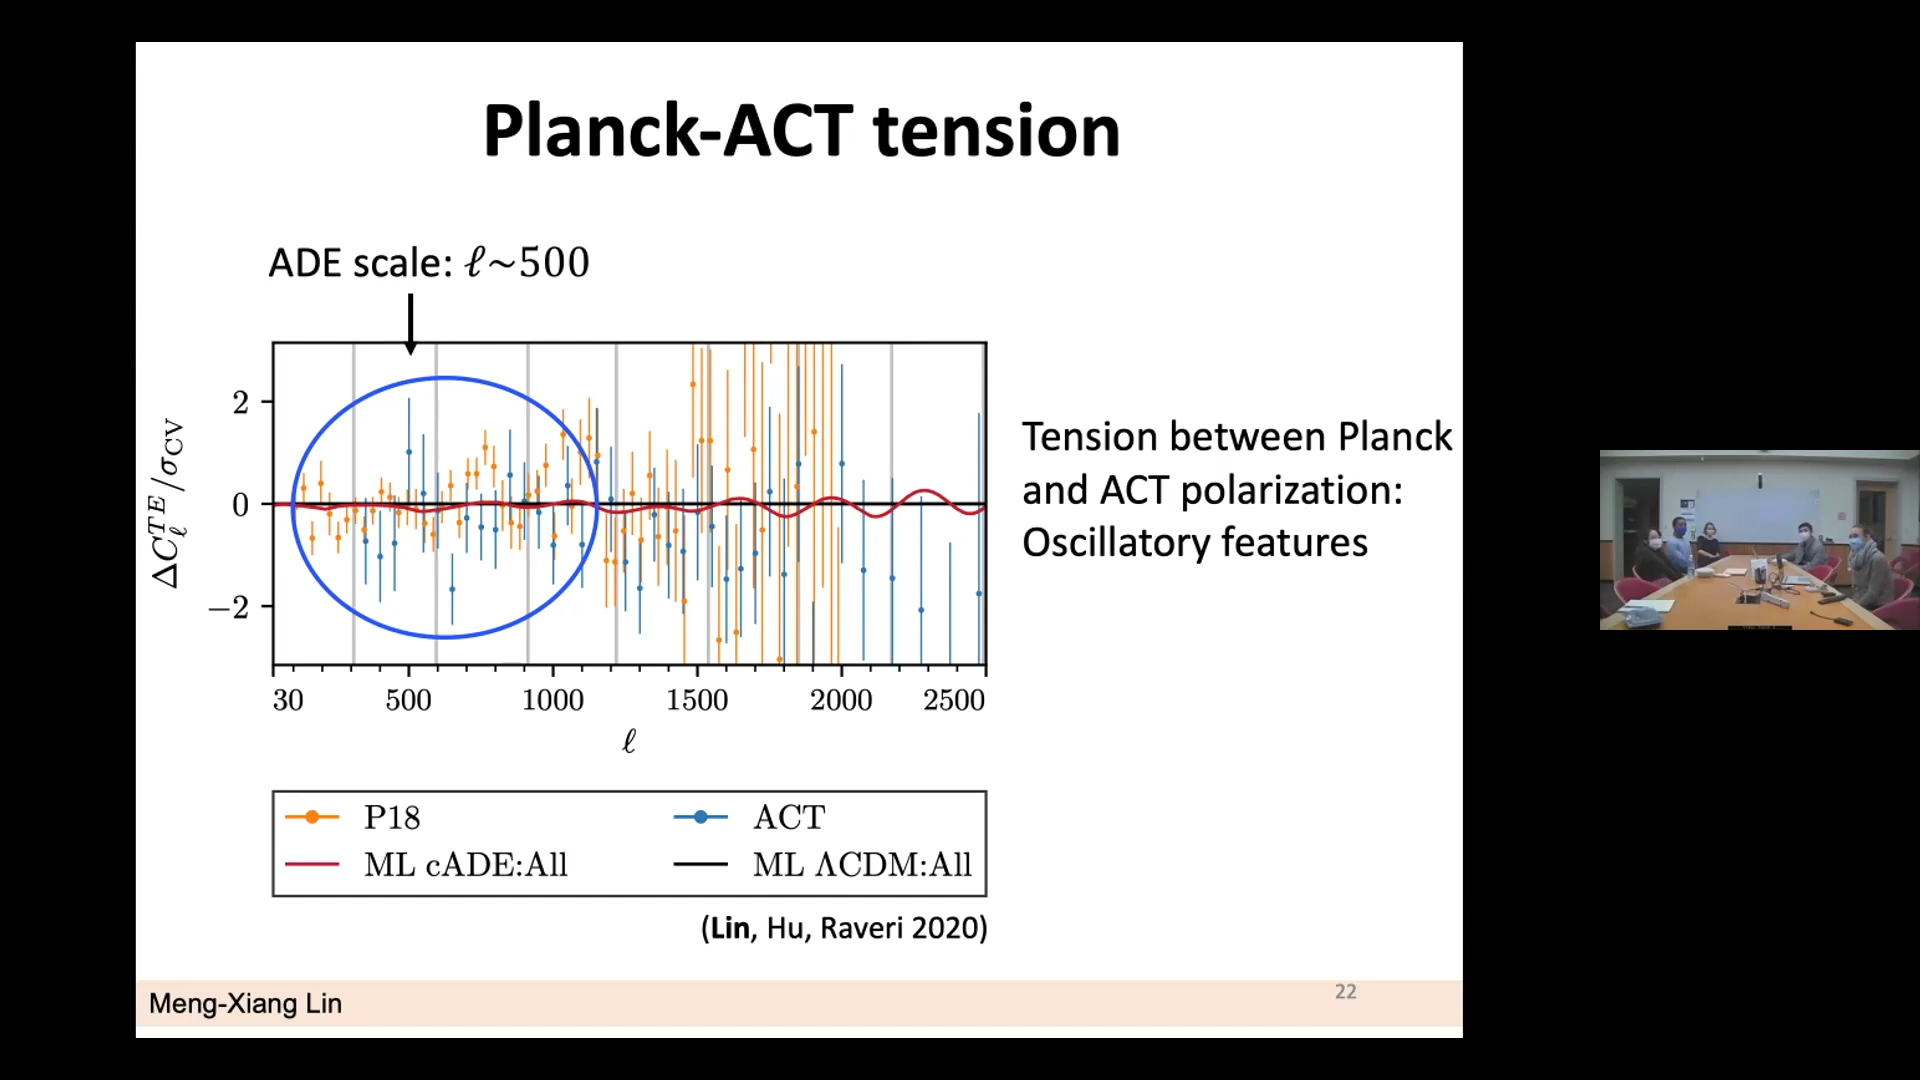 Planck-ACT tension
ADE scale: ℓ~500
ΔC_ℓ^{TE}/σ_CV
2
0
−2
30 500 1000 1500 2000 2500
ℓ
Tension between Planck
and ACT polarization:
Oscillatory features
P18 ACT
ML cADE:All ML ΛCDM:All
(Lin, Hu, Raveri 2020)
Meng-Xiang Lin
22